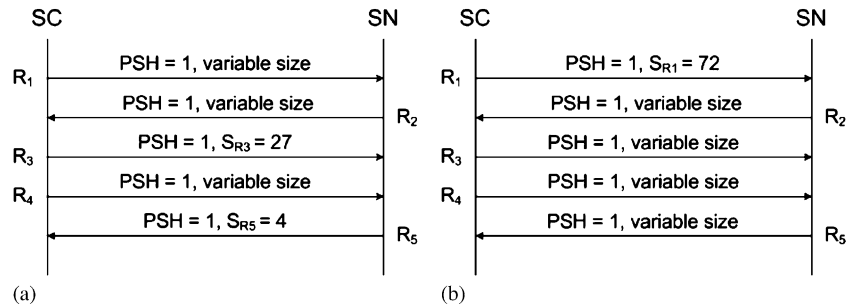 SC SN
R1 PSH = 1, variable size
PSH = 1, variable size R2
R3 PSH = 1, SR3 = 27
R4 PSH = 1, variable size
PSH = 1, SR5 = 4 R5
(a)
SC SN
R1 PSH = 1, SR1 = 72
PSH = 1, variable size R2
R3 PSH = 1, variable size
R4 PSH = 1, variable size
PSH = 1, variable size R5
(b)